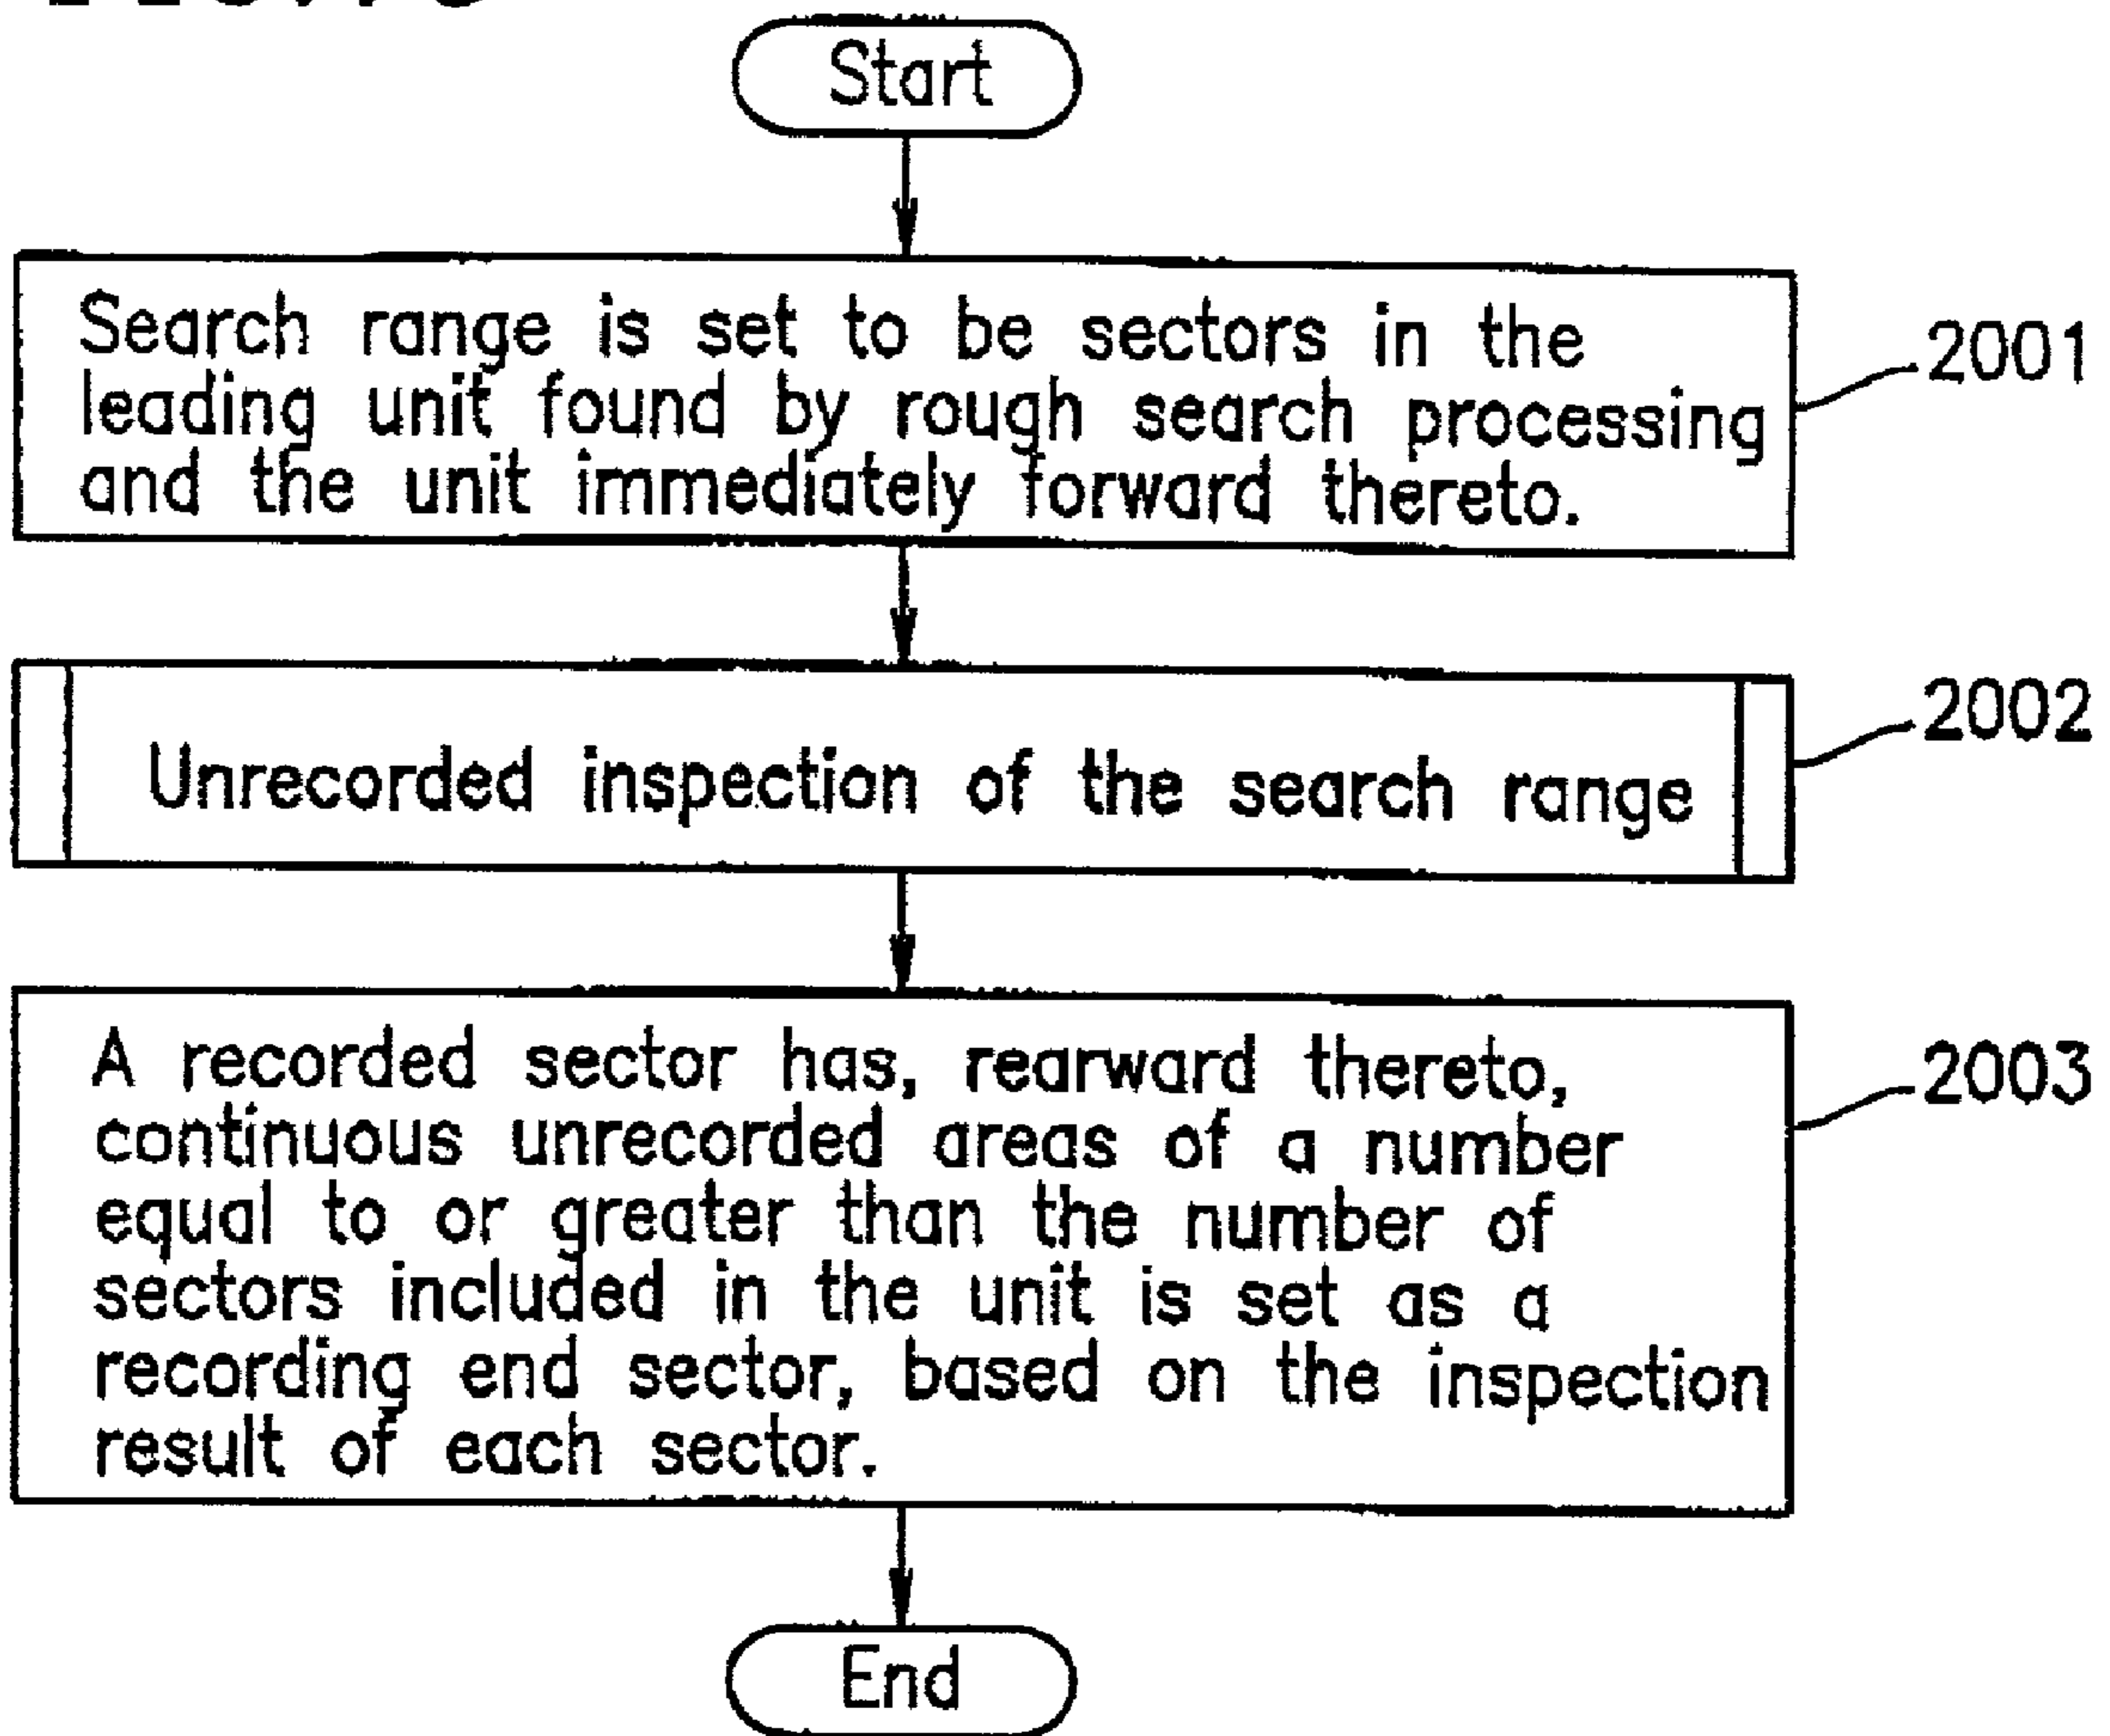 Start
Search range is set to be sectors in the
leading unit found by rough search processing
and the unit immediately forward thereto.
2001
Unrecorded inspection of the search range
2002
A recorded sector has, rearward thereto,
continuous unrecorded areas of a number
equal to or greater than the number of
sectors included in the unit is set as a
recording end sector, based on the inspection
result of each sector.
2003
End